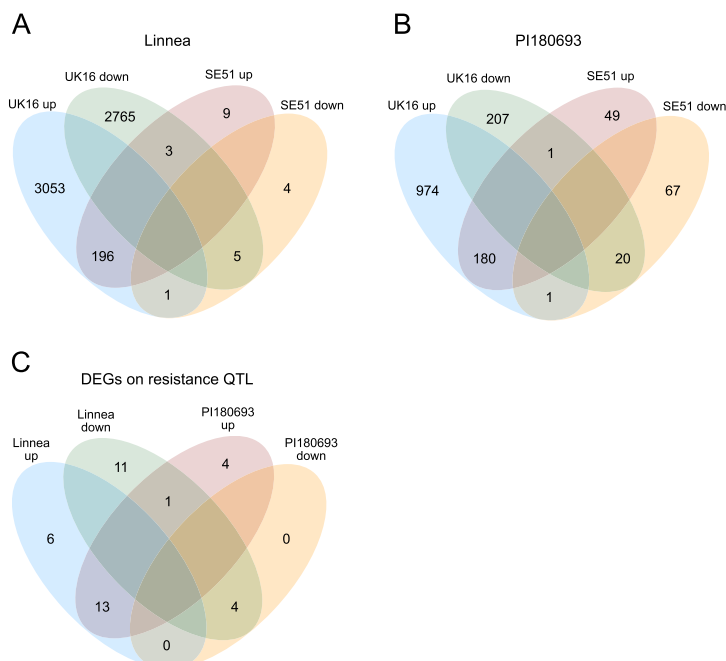 A
Linnea
UK16 up
UK16 down
SE51 up
SE51 down
3053
2765
9
4
3
196
5
1
B
PI180693
UK16 up
UK16 down
SE51 up
SE51 down
974
207
49
67
1
180
20
1
C
DEGs on resistance QTL
Linnea
up
Linnea
down
PI180693
up
PI180693
down
6
11
4
0
1
13
4
0